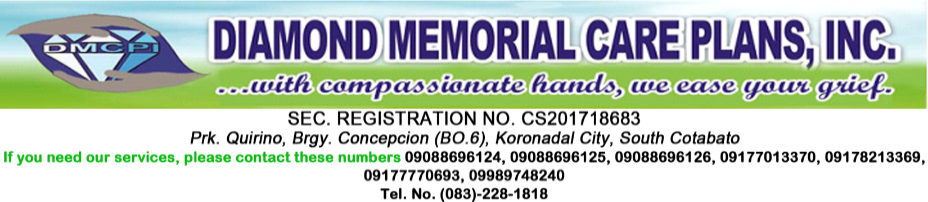 DMCPI
DIAMOND MEMORIAL CARE PLANS, INC.
...with compassionate hands, we ease your grief.
SEC. REGISTRATION NO. CS201718683
Prk. Quirino, Brgy. Concepcion (BO.6), Koronadal City, South Cotabato
If you need our services, please contact these numbers 09088696124, 09088696125, 09088696126, 09177013370, 09178213369,
09177770693, 09989748240
Tel. No. (083)-228-1818